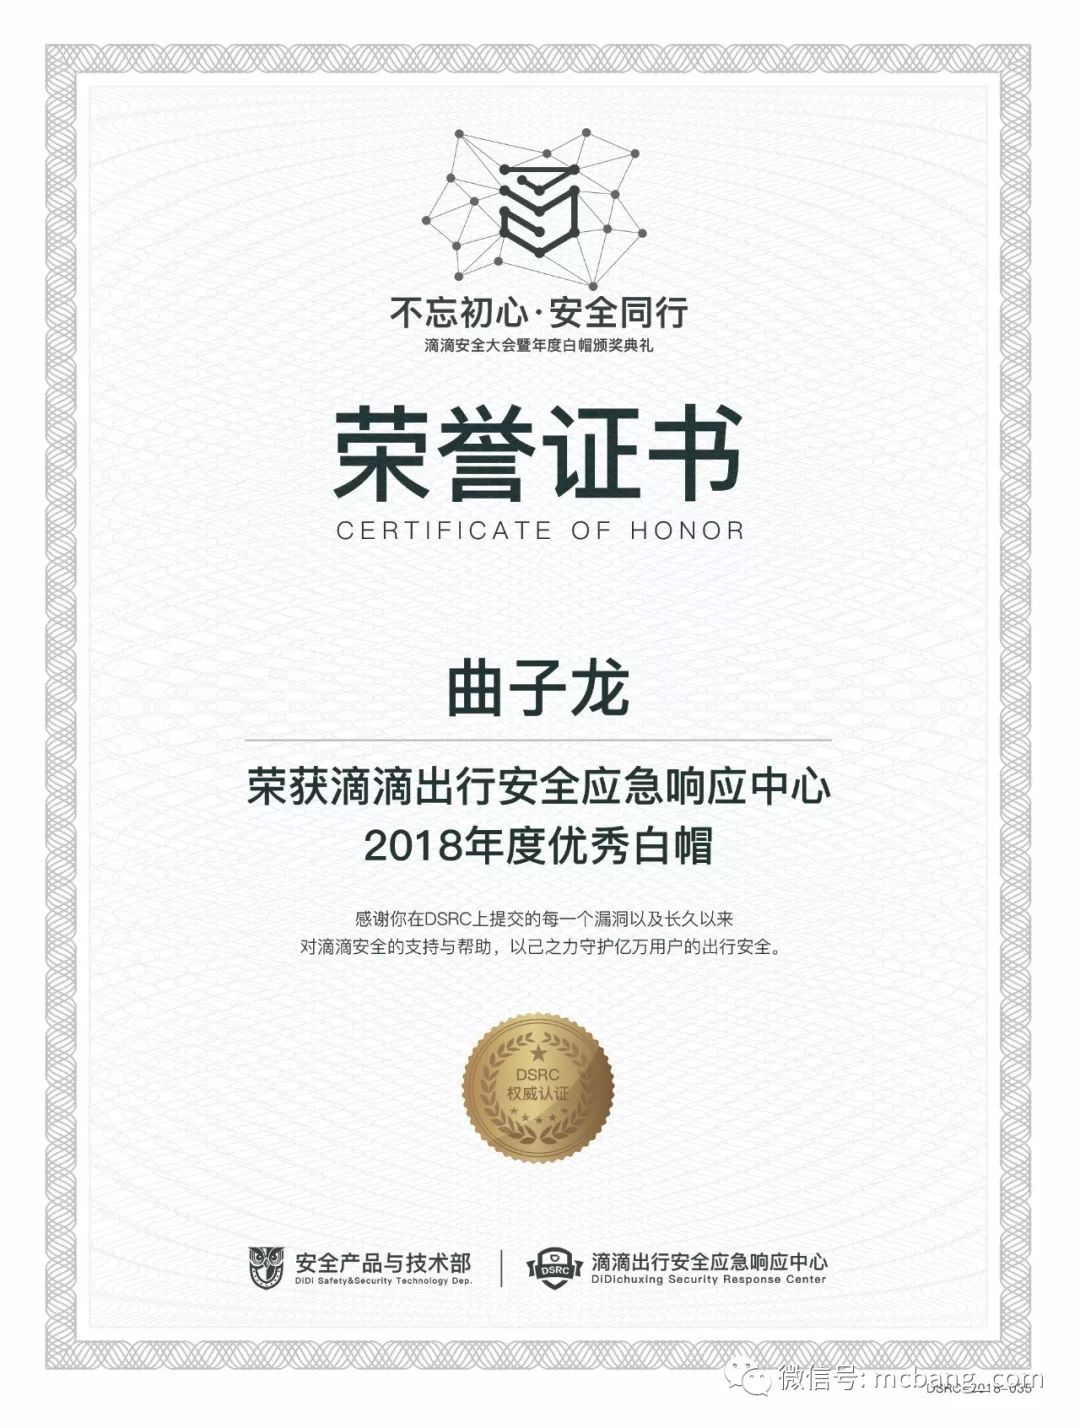 不忘初心·安全同行
滴滴安全大会暨年度白帽颁奖典礼
荣誉证书
CERTIFICATE OF HONOR
曲子龙
荣获滴滴出行安全应急响应中心
2018年度优秀白帽
感谢你在DSRC上提交的每一个漏洞以及长久以来
对滴滴安全的支持与帮助，以己之力守护亿万用户的出行安全。
DSRC
权威认证
安全产品与技术部
DiDi Safety&Security Technology Dep.
DSRC
滴滴出行安全应急响应中心
DiDichuxing Security Response Center
微信号: mcbang_com
DSRC-2018-035